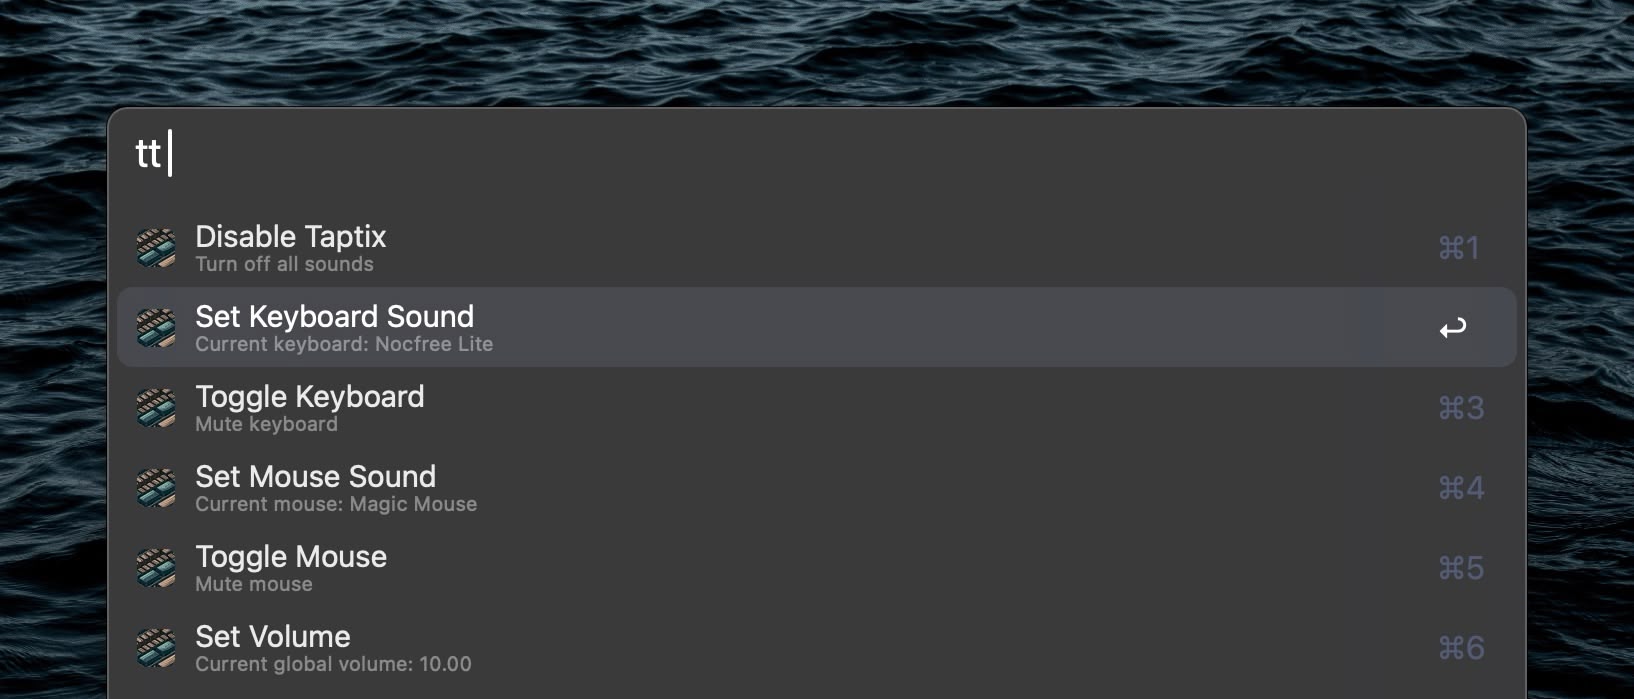 tt
Disable Taptix
Turn off all sounds
⌘1
Set Keyboard Sound
Current keyboard: Nocfree Lite
↩
Toggle Keyboard
Mute keyboard
⌘3
Set Mouse Sound
Current mouse: Magic Mouse
⌘4
Toggle Mouse
Mute mouse
⌘5
Set Volume
Current global volume: 10.00
⌘6